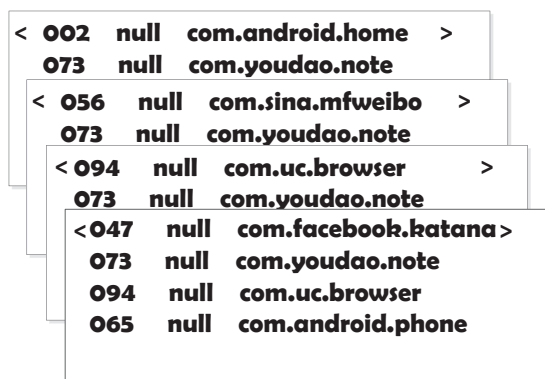 < 002 null com.android.home >
073 null com.youdao.note
< 056 null com.sina.mfweibo >
073 null com.youdao.note
< 094 null com.uc.browser >
073 null com.youdao.note
<047 null com.facebook.katana>
073 null com.youdao.note
094 null com.uc.browser
065 null com.android.phone